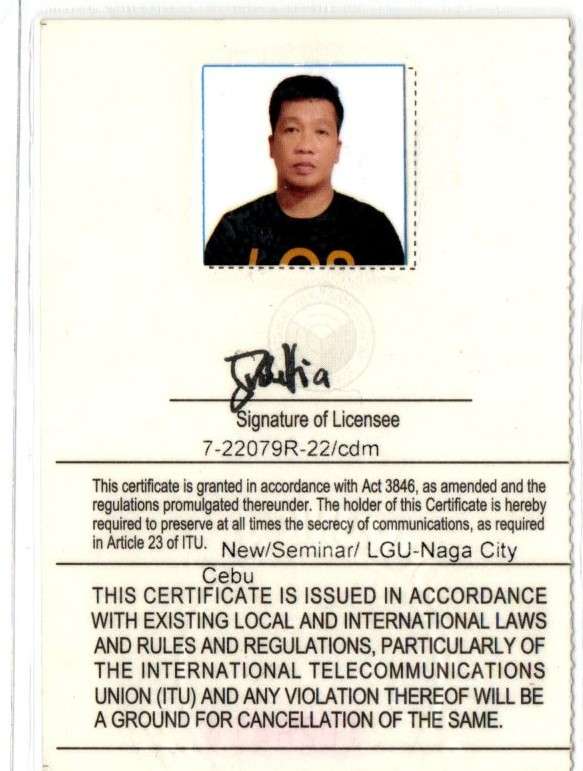 Signature of Licensee
7-22079R-22/cdm
This certificate is granted in accordance with Act 3846, as amended and the
regulations promulgated thereunder. The holder of this Certificate is hereby
required to preserve at all times the secrecy of communications, as required
in Article 23 of ITU. New/Seminar/ LGU-Naga City
Cebu
THIS CERTIFICATE IS ISSUED IN ACCORDANCE
WITH EXISTING LOCAL AND INTERNATIONAL LAWS
AND RULES AND REGULATIONS, PARTICULARLY OF
THE INTERNATIONAL TELECOMMUNICATIONS
UNION (ITU) AND ANY VIOLATION THEREOF WILL BE
A GROUND FOR CANCELLATION OF THE SAME.